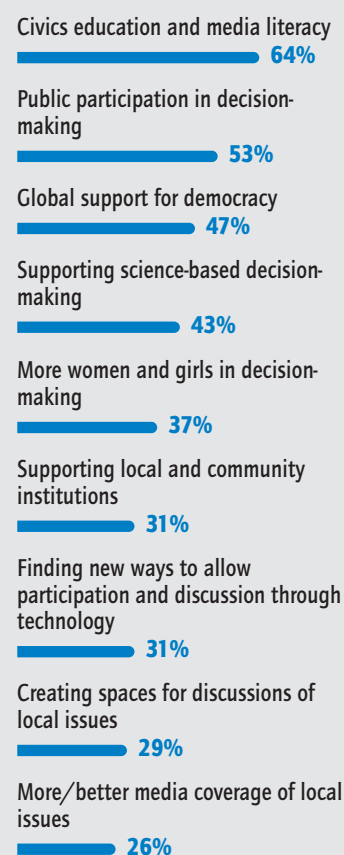 Civics education and media literacy
64%
Public participation in decision-
making
53%
Global support for democracy
47%
Supporting science-based decision-
making
43%
More women and girls in decision-
making
37%
Supporting local and community
institutions
31%
Finding new ways to allow
participation and discussion through
technology
31%
Creating spaces for discussions of
local issues
29%
More/better media coverage of local
issues
26%